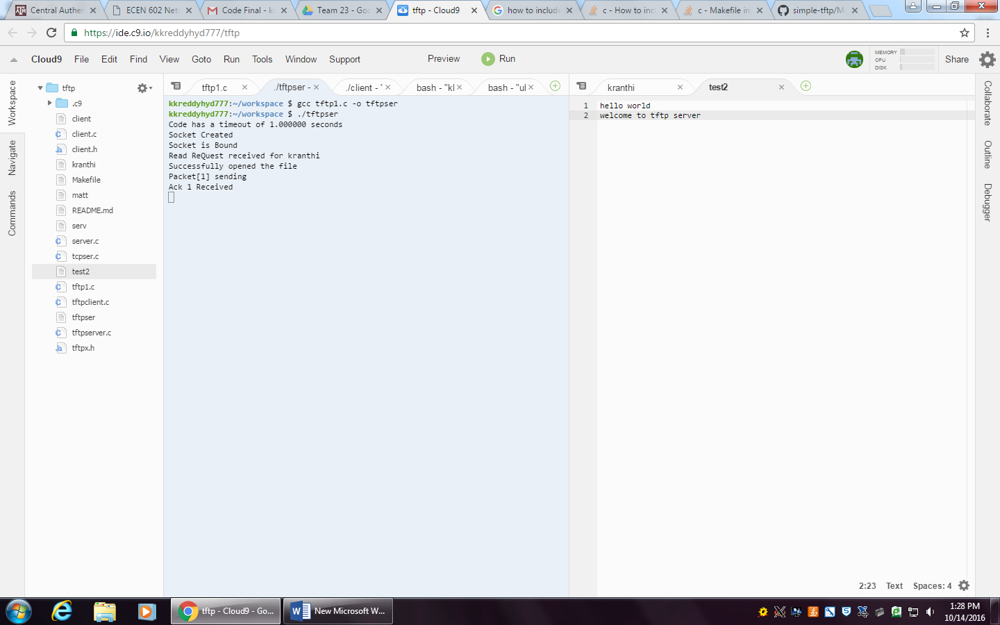 Central Authen
ECEN 602 Netw
Code Final - kr
Team 23 - Goo
tftp - Cloud9
how to include
c - How to incl
c - Makefile in
simple-tftp/M
https://ide.c9.io/kkreddyhyd777/tftp
Cloud9 File Edit Find View Goto Run Tools Window Support Preview Run MEMORY CPU DISK Share
Workspace
Navigate
Commands
tftp
.c9
client
client.c
client.h
kranthi
Makefile
matt
README.md
serv
server.c
tcpser.c
test2
tftp1.c
tftpclient.c
tftpser
tftpserver.c
tftpx.h
tftp1.c ./tftpser - ./client - " bash - "kl bash - "ul
kkreddyhyd777:~/workspace $ gcc tftp1.c -o tftpser
kkreddyhyd777:~/workspace $ ./tftpser
Code has a timeout of 1.000000 seconds
Socket Created
Socket is Bound
Read ReQuest received for kranthi
Successfully opened the file
Packet[1] sending
Ack 1 Received
kranthi test2
1 hello world
2 welcome to tftp server
2:23 Text Spaces: 4
Collaborate
Outline
Debugger
tftp - Cloud9 - Go...
New Microsoft W...
1:28 PM
10/14/2016